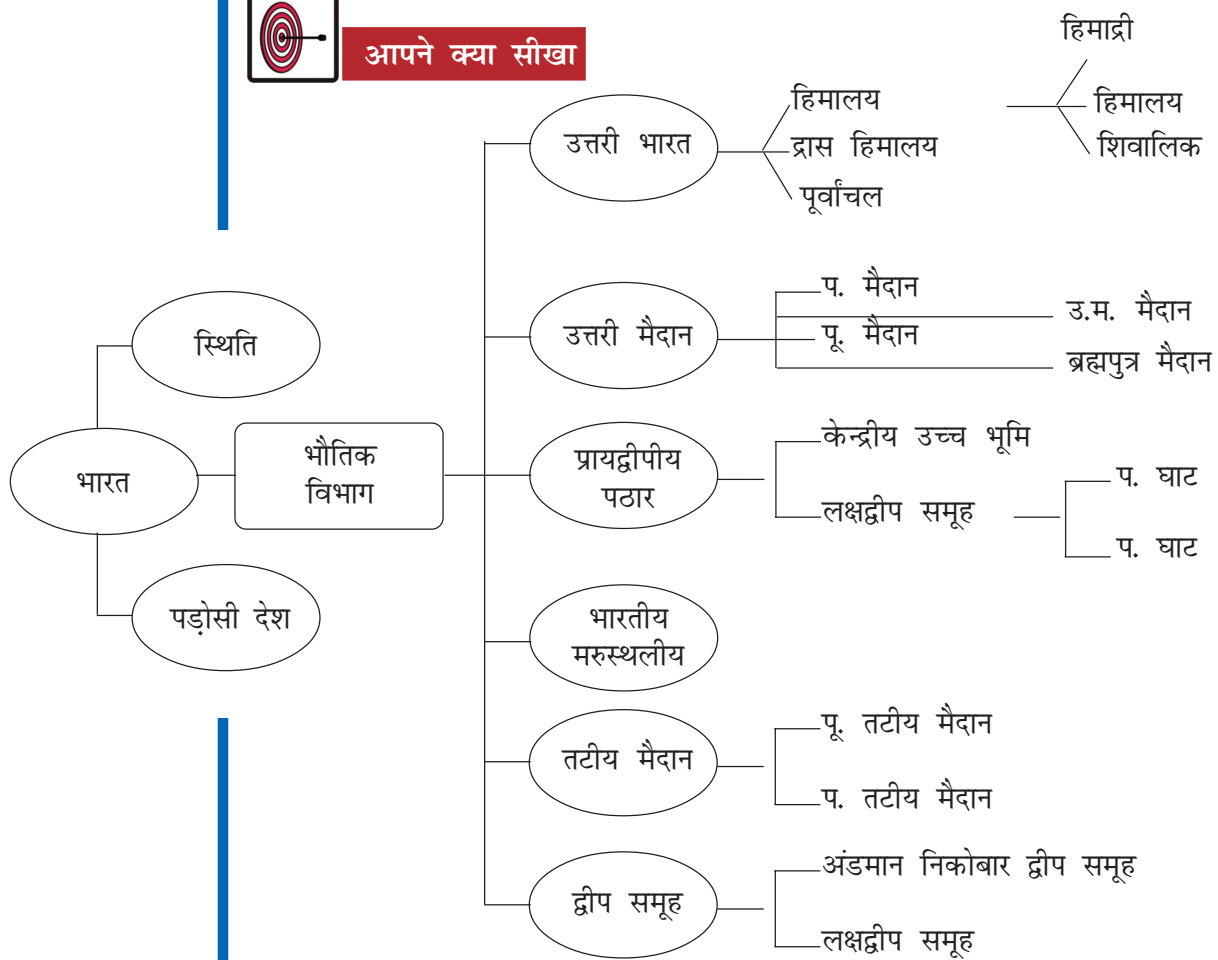 आपने क्या सीखा
हिमाद्री
हिमालय
शिवालिक
उत्तरी भारत
हिमालय
द्रास हिमालय
पूर्वांचल
उत्तरी मैदान
प. मैदान
पू. मैदान
उ.म. मैदान
ब्रह्मपुत्र मैदान
स्थिति
भारत
भौतिक
विभाग
पड़ोसी देश
प्रायद्वीपीय
पठार
केन्द्रीय उच्च भूमि
लक्षद्वीप समूह
प. घाट
प. घाट
भारतीय
मरुस्थलीय
तटीय मैदान
पू. तटीय मैदान
प. तटीय मैदान
द्वीप समूह
अंडमान निकोबार द्वीप समूह
लक्षद्वीप समूह